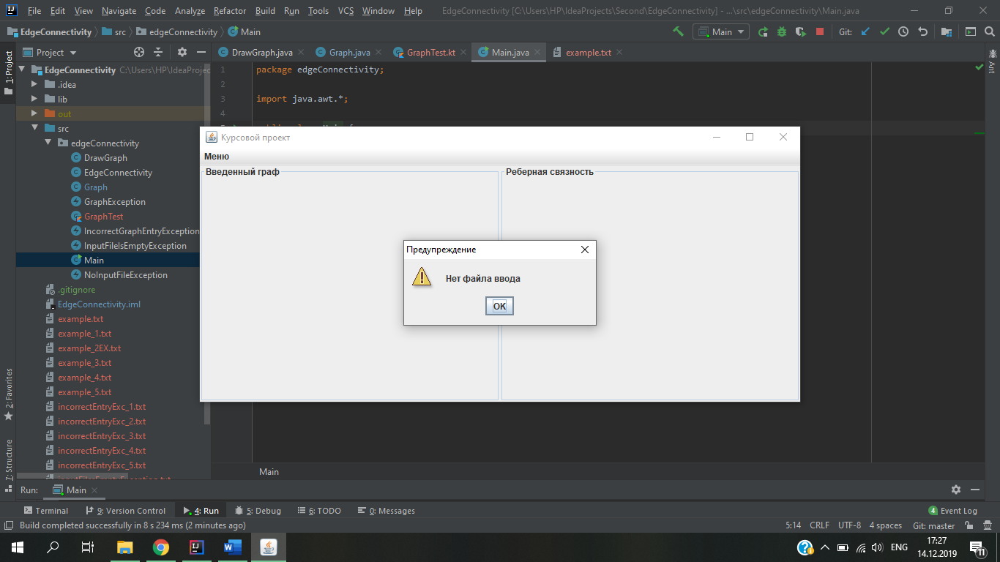 File Edit View Navigate Code Analyze Refactor Build Run Tools VCS Window Help EdgeConnectivity [C:\Users\HP\IdeaProjects\Second\EdgeConnectivity] - ...\src\edgeConnectivity\Main.java
EdgeConnectivity src edgeConnectivity Main Main Git:
1: Project
Project
DrawGraph.java Graph.java GraphTest.kt Main.java example.txt
Ant
EdgeConnectivity C:\Users\HP\IdeaProjec
.idea
lib
out
src
edgeConnectivity
DrawGraph
EdgeConnectivity
Graph
GraphException
GraphTest
IncorrectGraphEntryException
InputFileIsEmptyException
Main
NoInputFileException
.gitignore
EdgeConnectivity.iml
example.txt
example_1.txt
example_2EX.txt
example_3.txt
example_4.txt
example_5.txt
incorrectEntryExc_1.txt
incorrectEntryExc_2.txt
incorrectEntryExc_3.txt
incorrectEntryExc_4.txt
incorrectEntryExc_5.txt
1 package edgeConnectivity;
2
3 import java.awt.*;
4
Курсовой проект
Меню
Введенный граф
Реберная связность
Предупреждение
Нет файла ввода
OK
Main
2: Favorites
7: Structure
Run: Main
Terminal 9: Version Control 4: Run 5: Debug 6: TODO 0: Messages 4 Event Log
Build completed successfully in 8 s 234 ms (2 minutes ago) 5:14 CRLF UTF-8 4 spaces Git: master
ENG
17:27
14.12.2019
11